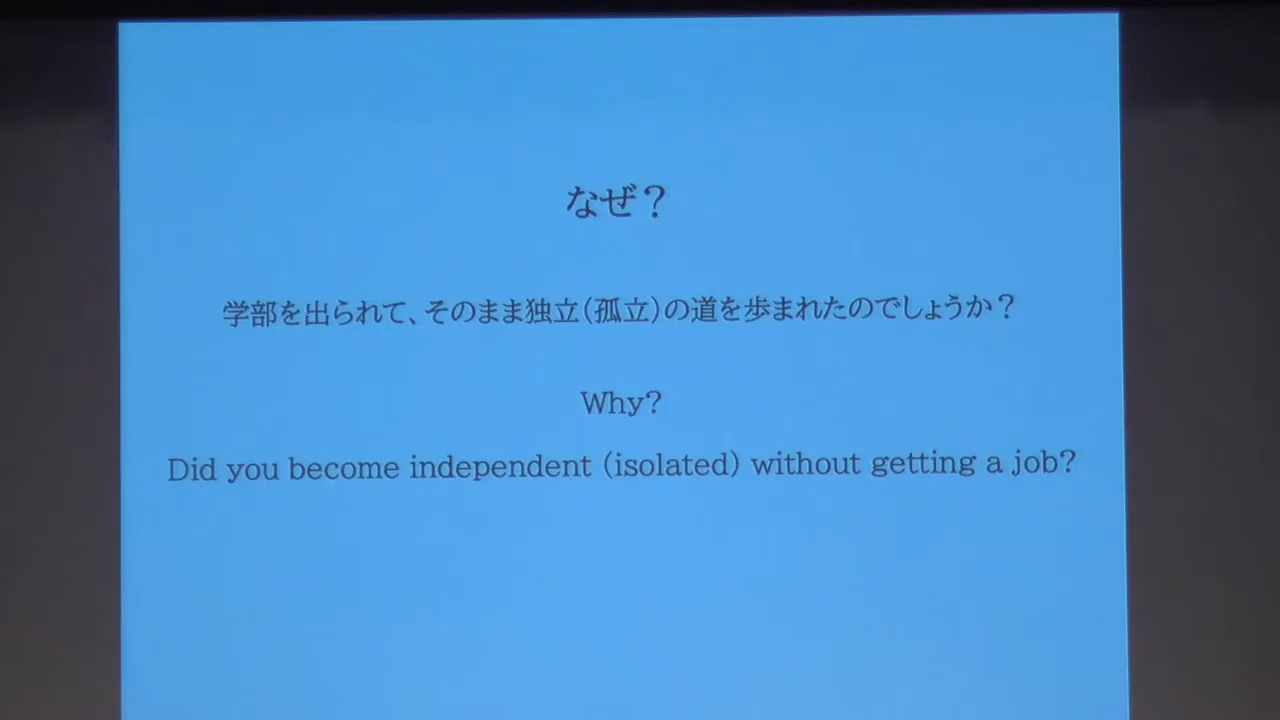 なぜ？
学部を出られて、そのまま独立（孤立）の道を歩まれたのでしょうか？
Why?
Did you become independent (isolated) without getting a job?